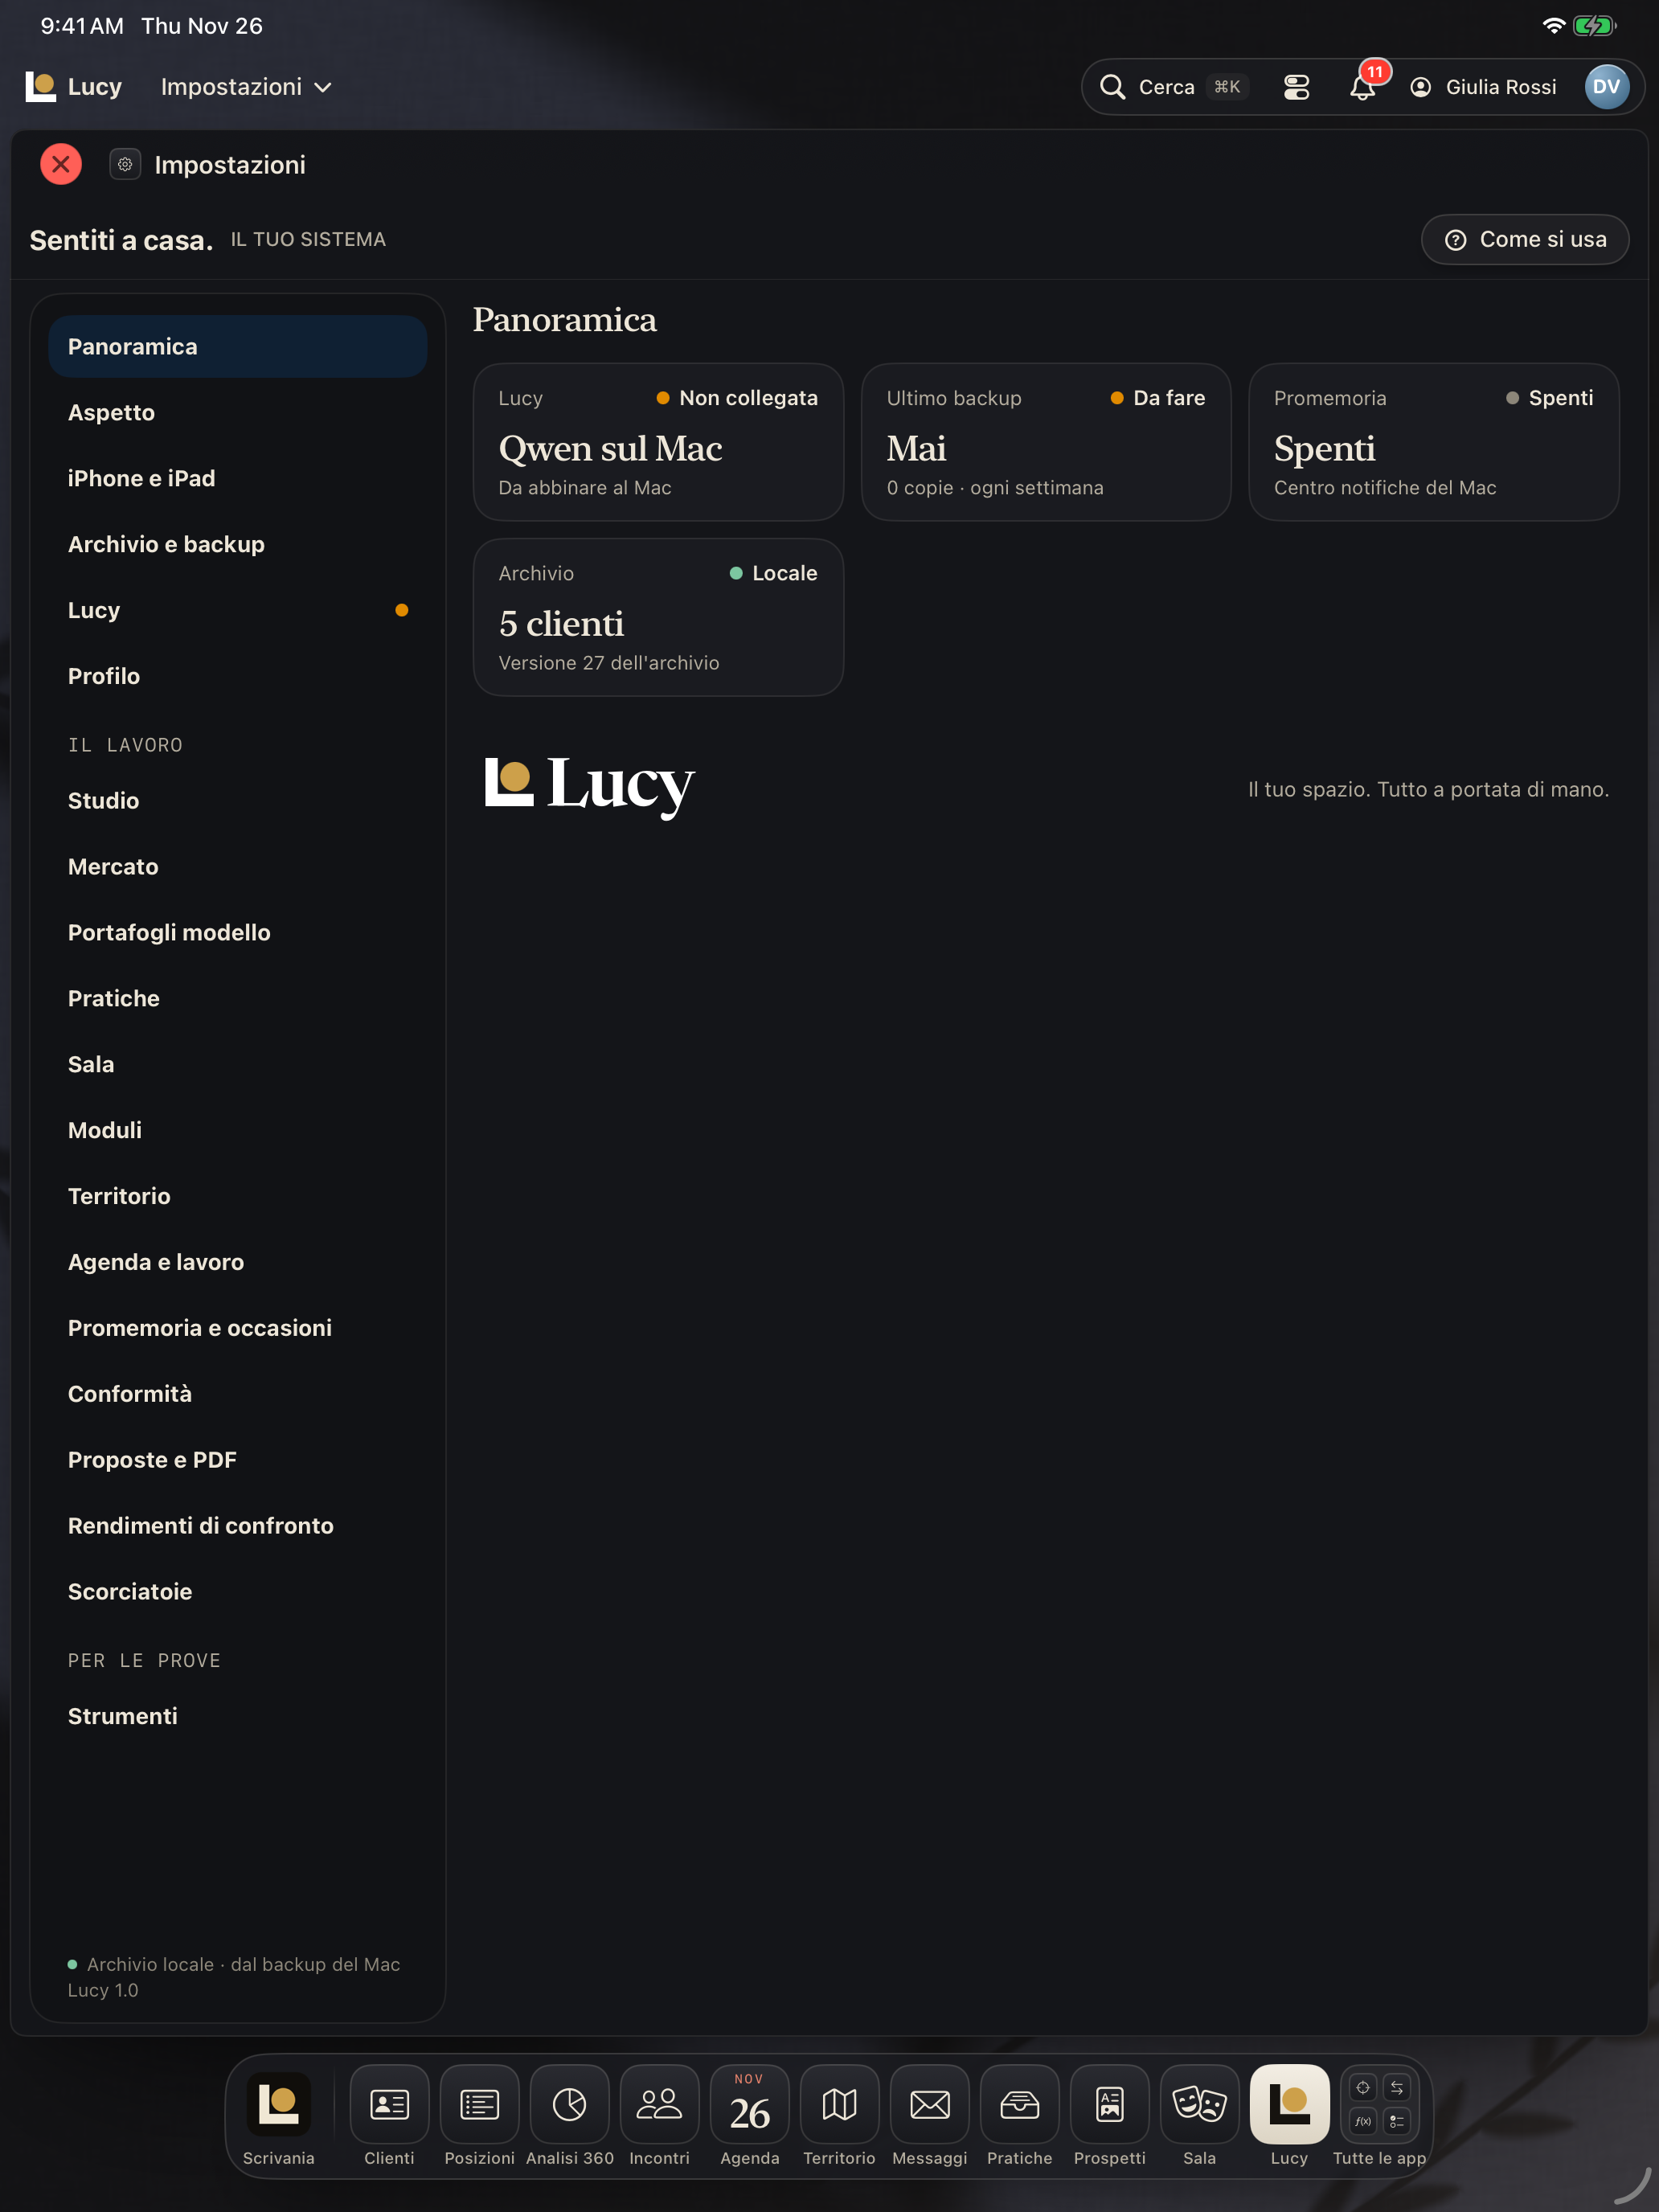 9:41 AM Thu Nov 26
Lucy Impostazioni Cerca ⌘K 11 Giulia Rossi DV
Impostazioni
Sentiti a casa. IL TUO SISTEMA Come si usa
Panoramica
Aspetto
iPhone e iPad
Archivio e backup
Lucy
Profilo
IL LAVORO
Studio
Mercato
Portafogli modello
Pratiche
Sala
Moduli
Territorio
Agenda e lavoro
Promemoria e occasioni
Conformità
Proposte e PDF
Rendimenti di confronto
Scorciatoie
PER LE PROVE
Strumenti
Archivio locale · dal backup del Mac
Lucy 1.0
Panoramica
Lucy Non collegata
Qwen sul Mac
Da abbinare al Mac
Ultimo backup Da fare
Mai
0 copie · ogni settimana
Promemoria Spenti
Spenti
Centro notifiche del Mac
Archivio Locale
5 clienti
Versione 27 dell'archivio
Lucy
Il tuo spazio. Tutto a portata di mano.
NOV
26
f(x)
Scrivania Clienti Posizioni Analisi 360 Incontri Agenda Territorio Messaggi Pratiche Prospetti Sala Lucy Tutte le app